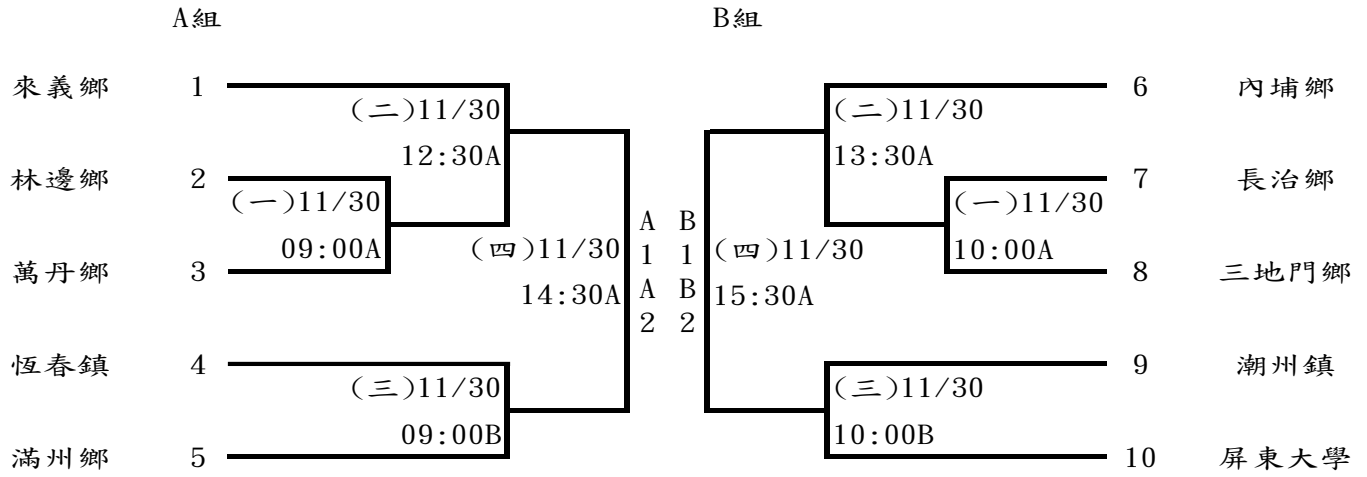 A組 B組
來義鄉 1 6 內埔鄉
(二)11/30 (二)11/30
12:30A 13:30A
林邊鄉 2 7 長治鄉
(一)11/30 (一)11/30
09:00A 10:00A
(四)11/30 A1A2 B1B2 (四)11/30
萬丹鄉 3 8 三地門鄉
14:30A 15:30A
恆春鎮 4 9 潮州鎮
(三)11/30 (三)11/30
09:00B 10:00B
滿州鄉 5 10 屏東大學